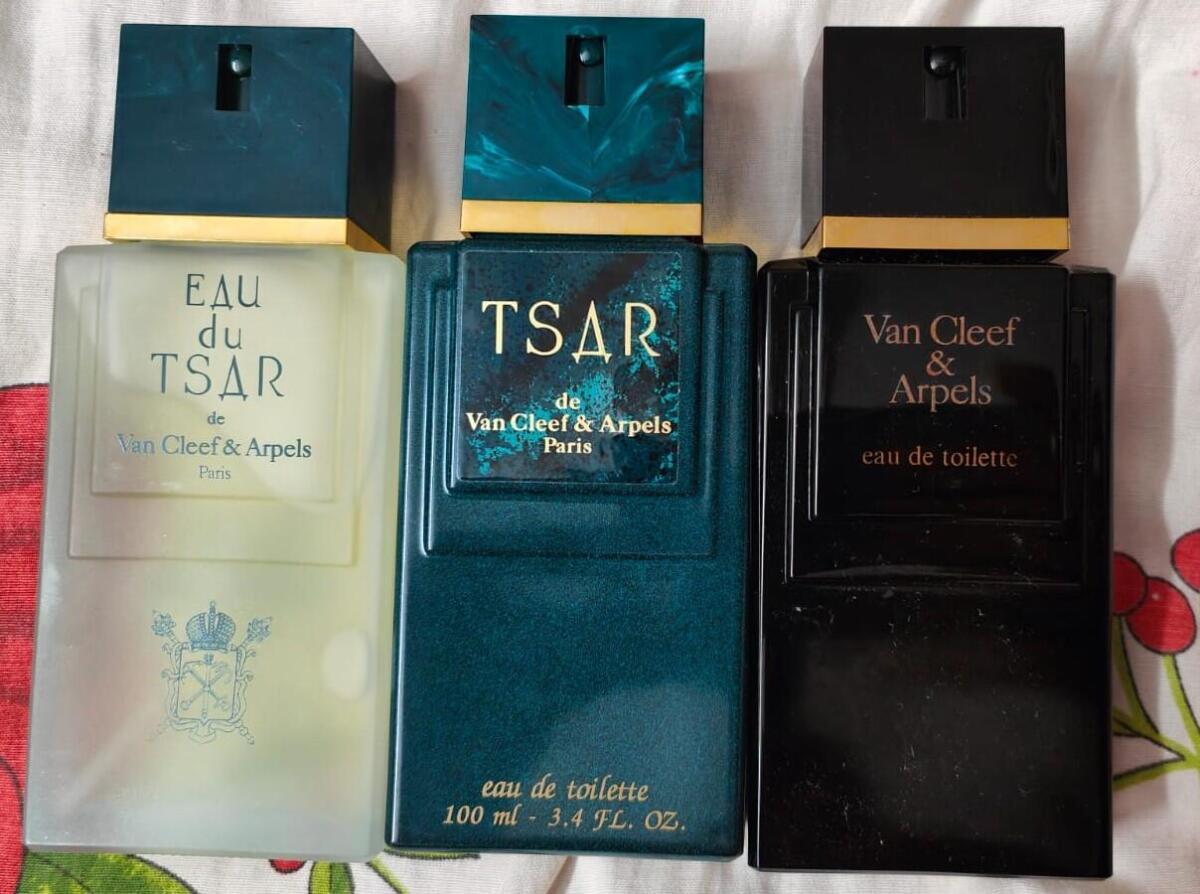 EAU
du
TSAR
de
Van Cleef & Arpels
Paris
TSAR
de
Van Cleef & Arpels
Paris
eau de toilette
100 ml - 3.4 FL. OZ.
Van Cleef
&
Arpels
eau de toilette